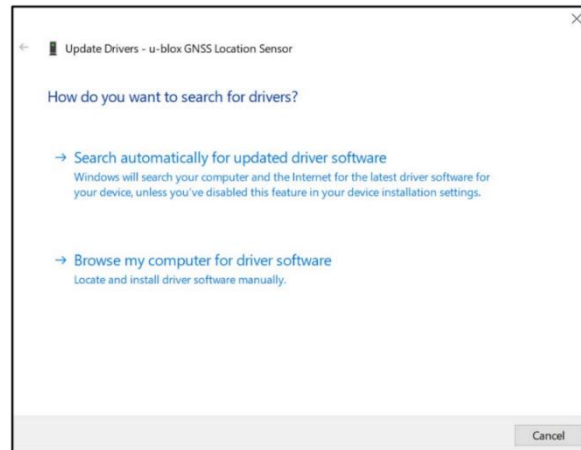 Update Drivers - u-blox GNSS Location Sensor
How do you want to search for drivers?
Search automatically for updated driver software
Windows will search your computer and the Internet for the latest driver software for
your device, unless you've disabled this feature in your device installation settings.
Browse my computer for driver software
Locate and install driver software manually.
Cancel